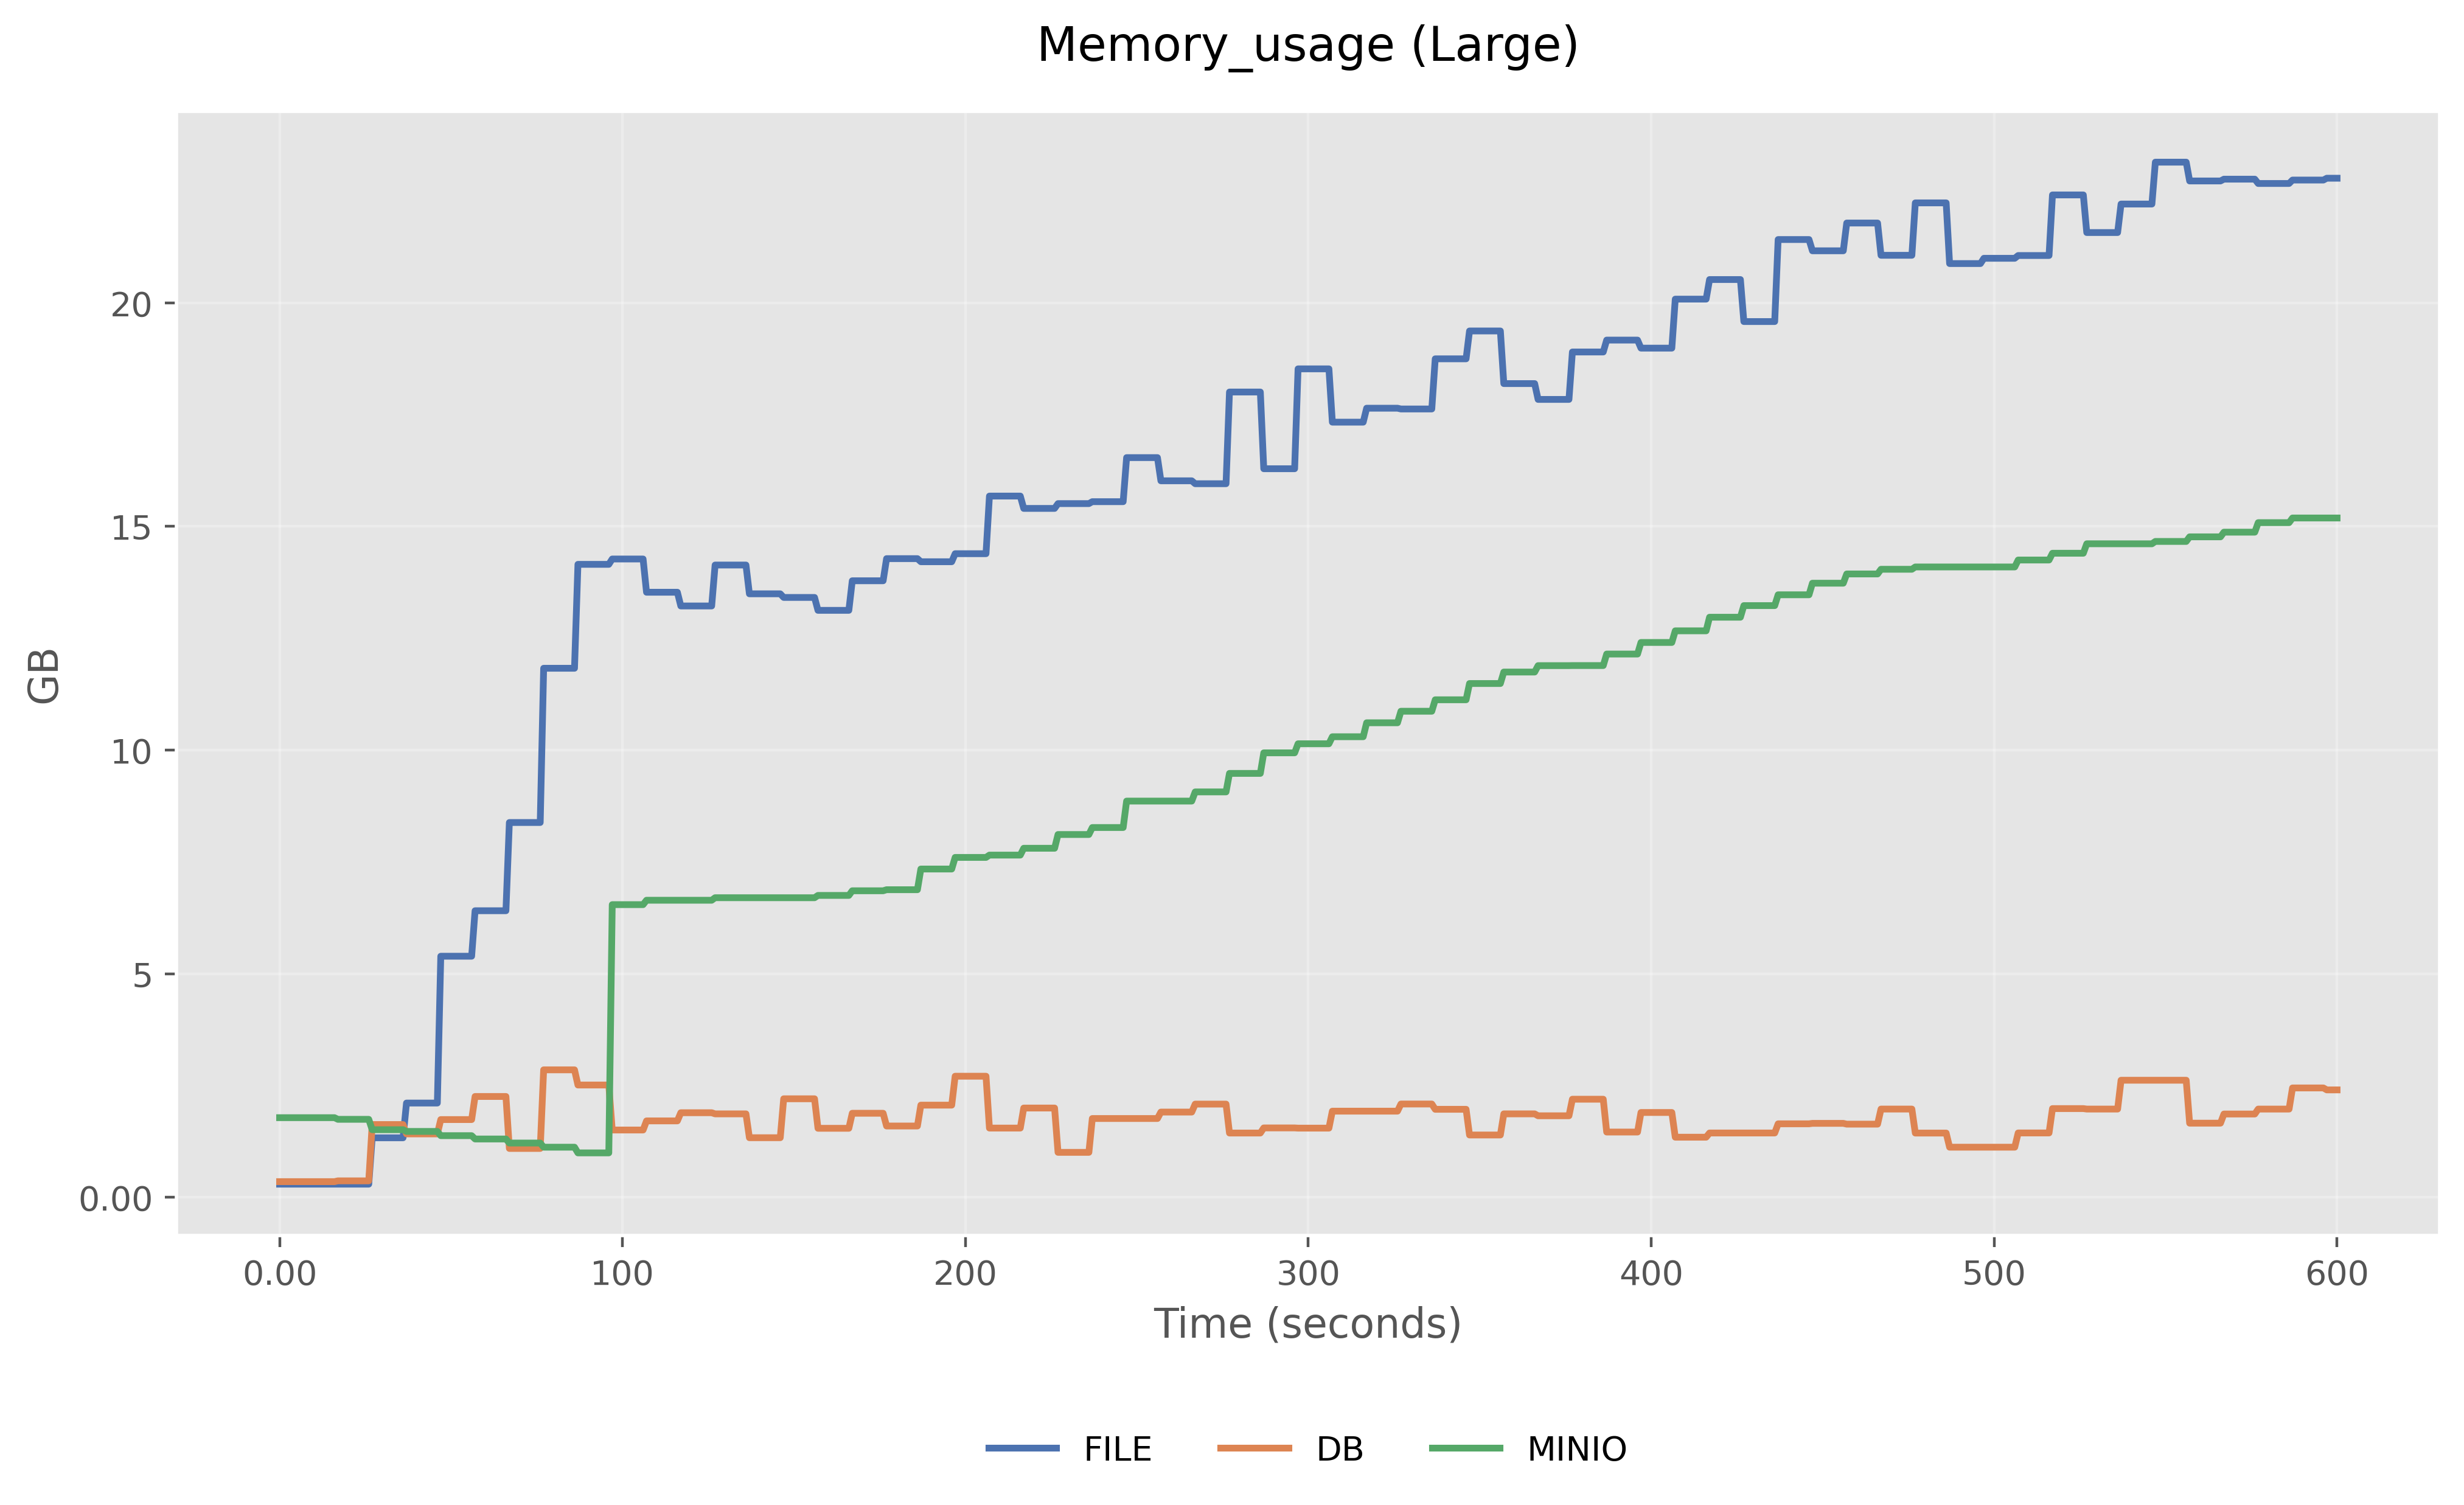 Memory_usage (Large)
GB
20
15
10
5
0.00
0.00 100 200 300 400 500 600
Time (seconds)
FILE DB MINIO